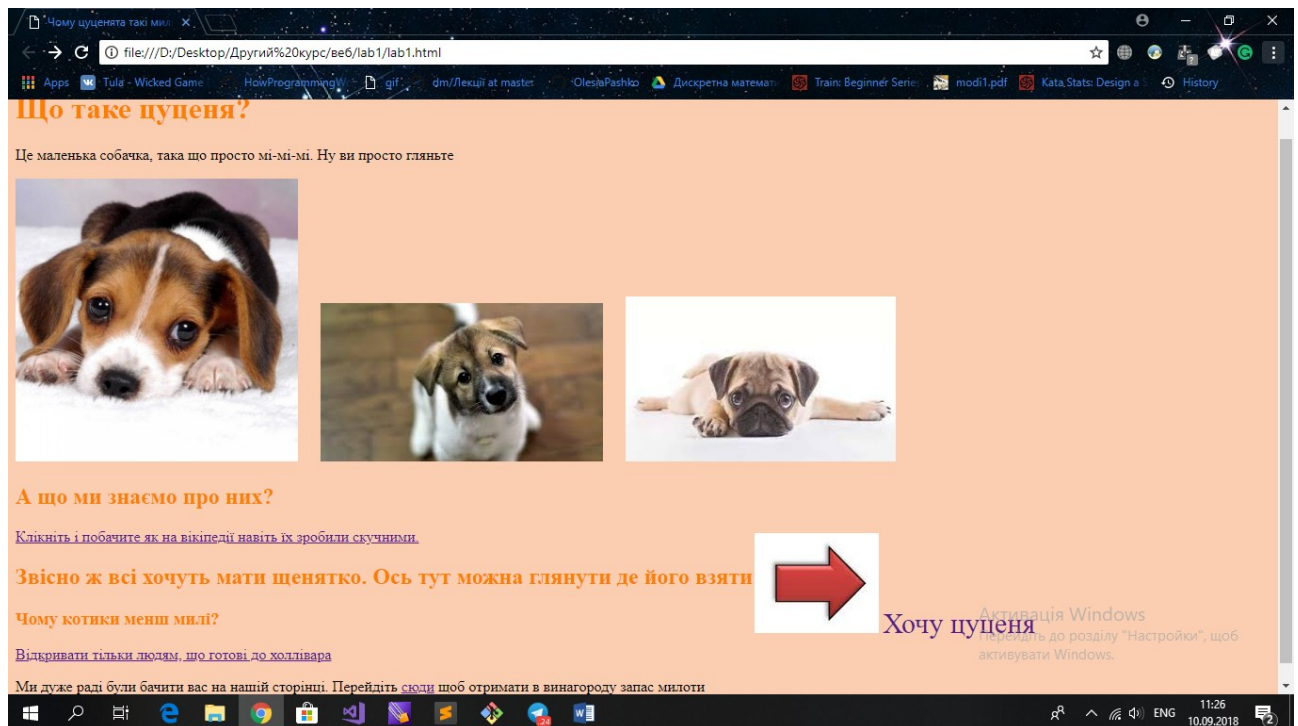 Чому цуценята такі мил
file:///D:/Desktop/Другий%20курс/веб/lab1/lab1.html
Apps Tula - Wicked Game HowProgrammingW gif dm/Лекції at master OlesiaPashko Дискретна математ Train: Beginner Serie modi1.pdf Kata Stats: Design a History
Що таке цуценя?
Це маленька собачка, така що просто мі-мі-мі. Ну ви просто гляньте
А що ми знаємо про них?
Клікніть і побачите як на вікіпедії навіть їх зробили скучними.
Звісно ж всі хочуть мати щенятко. Ось тут можна глянути де його взяти
Хочу цуценя
Чому котики менш милі?
Відкривати тільки людям, що готові до холлівара
Ми дуже раді були бачити вас на нашій сторінці. Перейдіть сюди щоб отримати в винагороду запас милоти
Активація Windows
Перейдіть до розділу "Настройки", щоб
активувати Windows.
ENG
11:26
10.09.2018